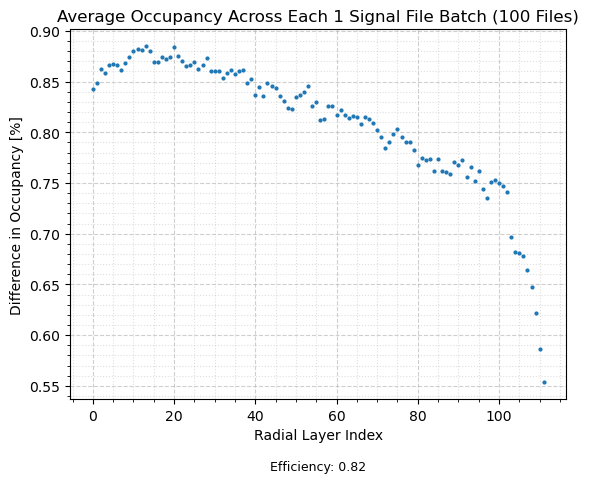 Average Occupancy Across Each 1 Signal File Batch (100 Files)
Difference in Occupancy [%]
0.90
0.85
0.80
0.75
0.70
0.65
0.60
0.55
0 20 40 60 80 100
Radial Layer Index
Efficiency: 0.82